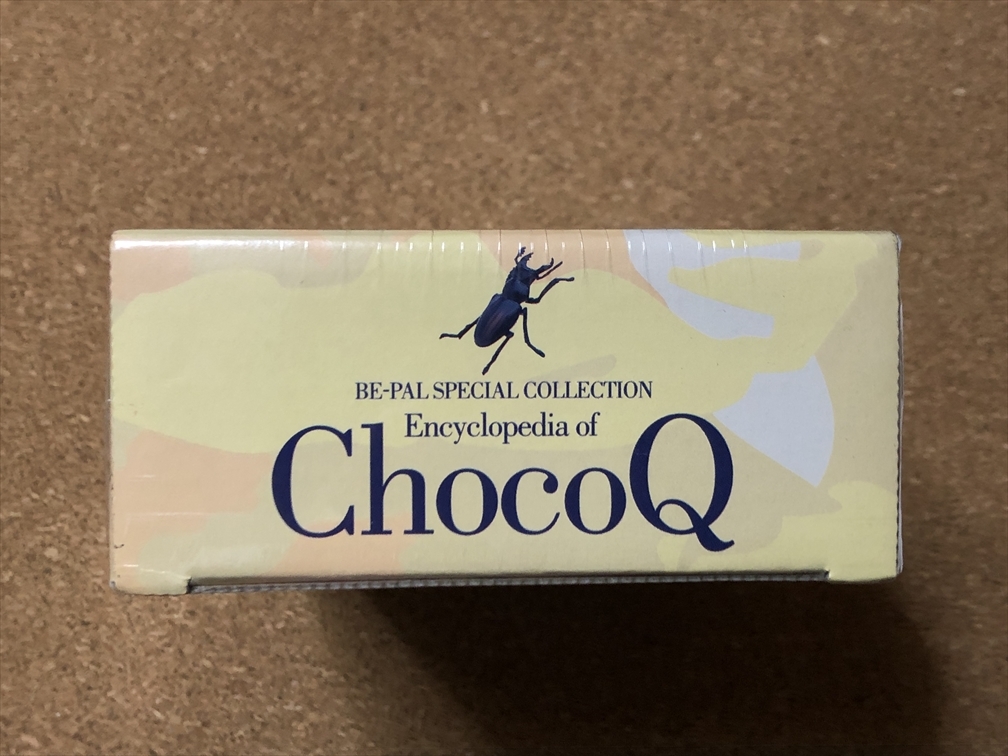 BE-PAL SPECIAL COLLECTION
Encyclopedia of
ChocoQ